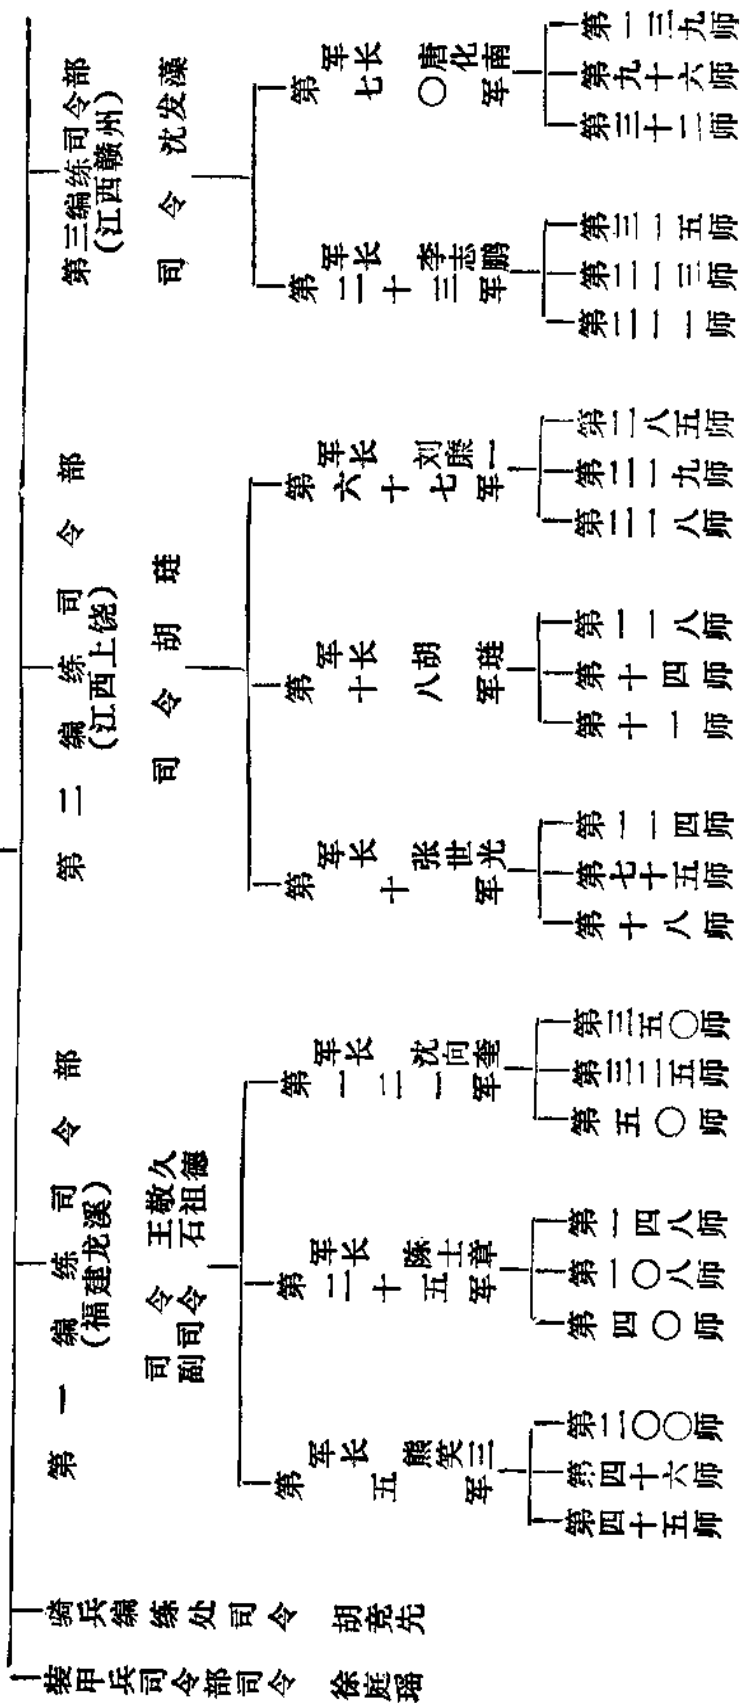 装甲兵司令部司令 徐庭瑶
骑兵编练处司令 胡竞先
第一编练司令部
(福建龙溪)
司令 王敬久
副司令 石祖德
军长 熊笑三
第五军
第四十五师
第四十六师
第二〇〇师
军长 陈士章
第二十五军
第四〇师
第一〇八师
第一四八师
军长 沈向奎
第一二一军
第五〇师
第三二五师
第三五〇师
第二编练司令部
(江西上饶)
司令 胡琏
军长 张世光
第十军
第十八师
第七十五师
第一一四师
军长 胡琏
第十八军
第十一师
第十四师
第一一八师
军长 刘廉一
第六十七军
第二一八师
第二一九师
第二八五师
第三编练司令部
(江西赣州)
司令 沈发藻
军长 李志鹏
第二十三军
第二一一师
第二一三师
第三一五师
军长 唐化南
第七〇军
第三十二师
第九十六师
第一三九师